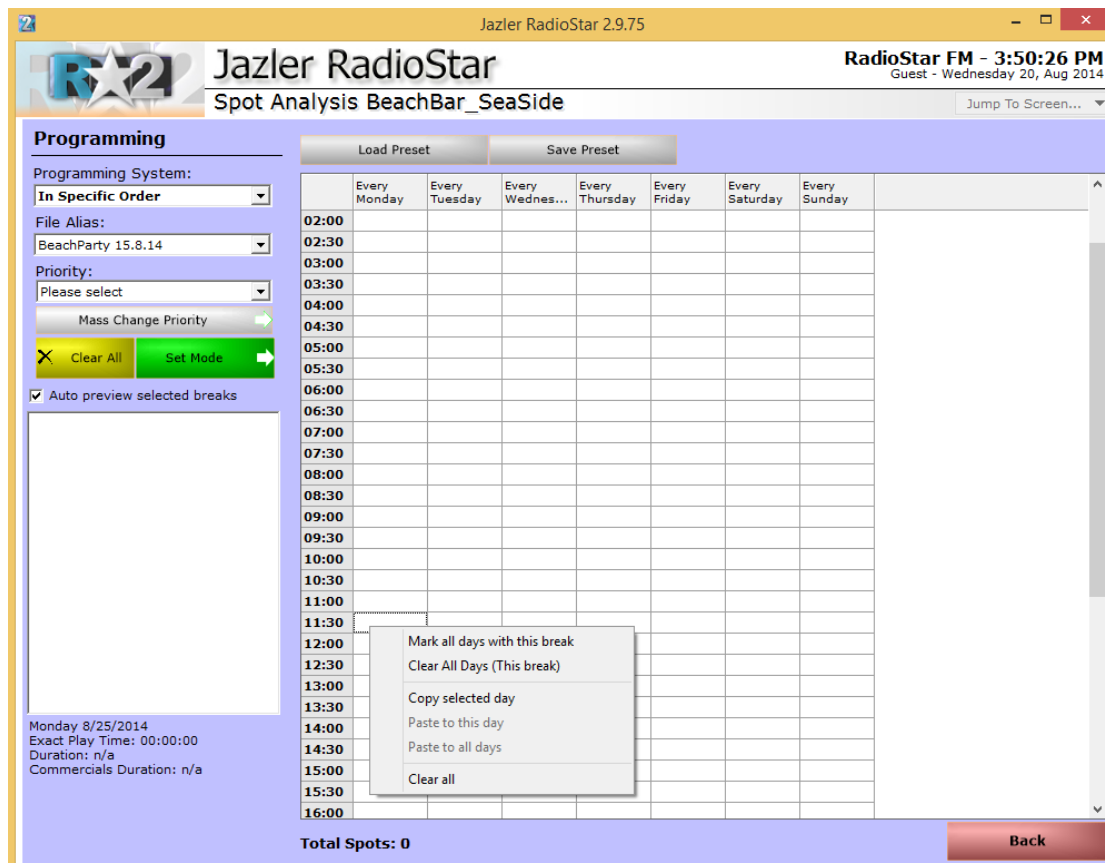 Jazler RadioStar 2.9.75
R 21
Jazler RadioStar
RadioStar FM - 3:50:26 PM
Guest - Wednesday 20, Aug 2014
Spot Analysis BeachBar_SeaSide
Jump To Screen...
Programming
Load Preset
Save Preset
Programming System:
In Specific Order
File Alias:
BeachParty 15.8.14
Priority:
Please select
Mass Change Priority
Clear All
Set Mode
Auto preview selected breaks
Monday 8/25/2014
Exact Play Time: 00:00:00
Duration: n/a
Commercials Duration: n/a
Every Monday
Every Tuesday
Every Wednes...
Every Thursday
Every Friday
Every Saturday
Every Sunday
02:00
02:30
03:00
03:30
04:00
04:30
05:00
05:30
06:00
06:30
07:00
07:30
08:00
08:30
09:00
09:30
10:00
10:30
11:00
11:30
12:00
12:30
13:00
13:30
14:00
14:30
15:00
15:30
16:00
Mark all days with this break
Clear All Days (This break)
Copy selected day
Paste to this day
Paste to all days
Clear all
Total Spots: 0
Back